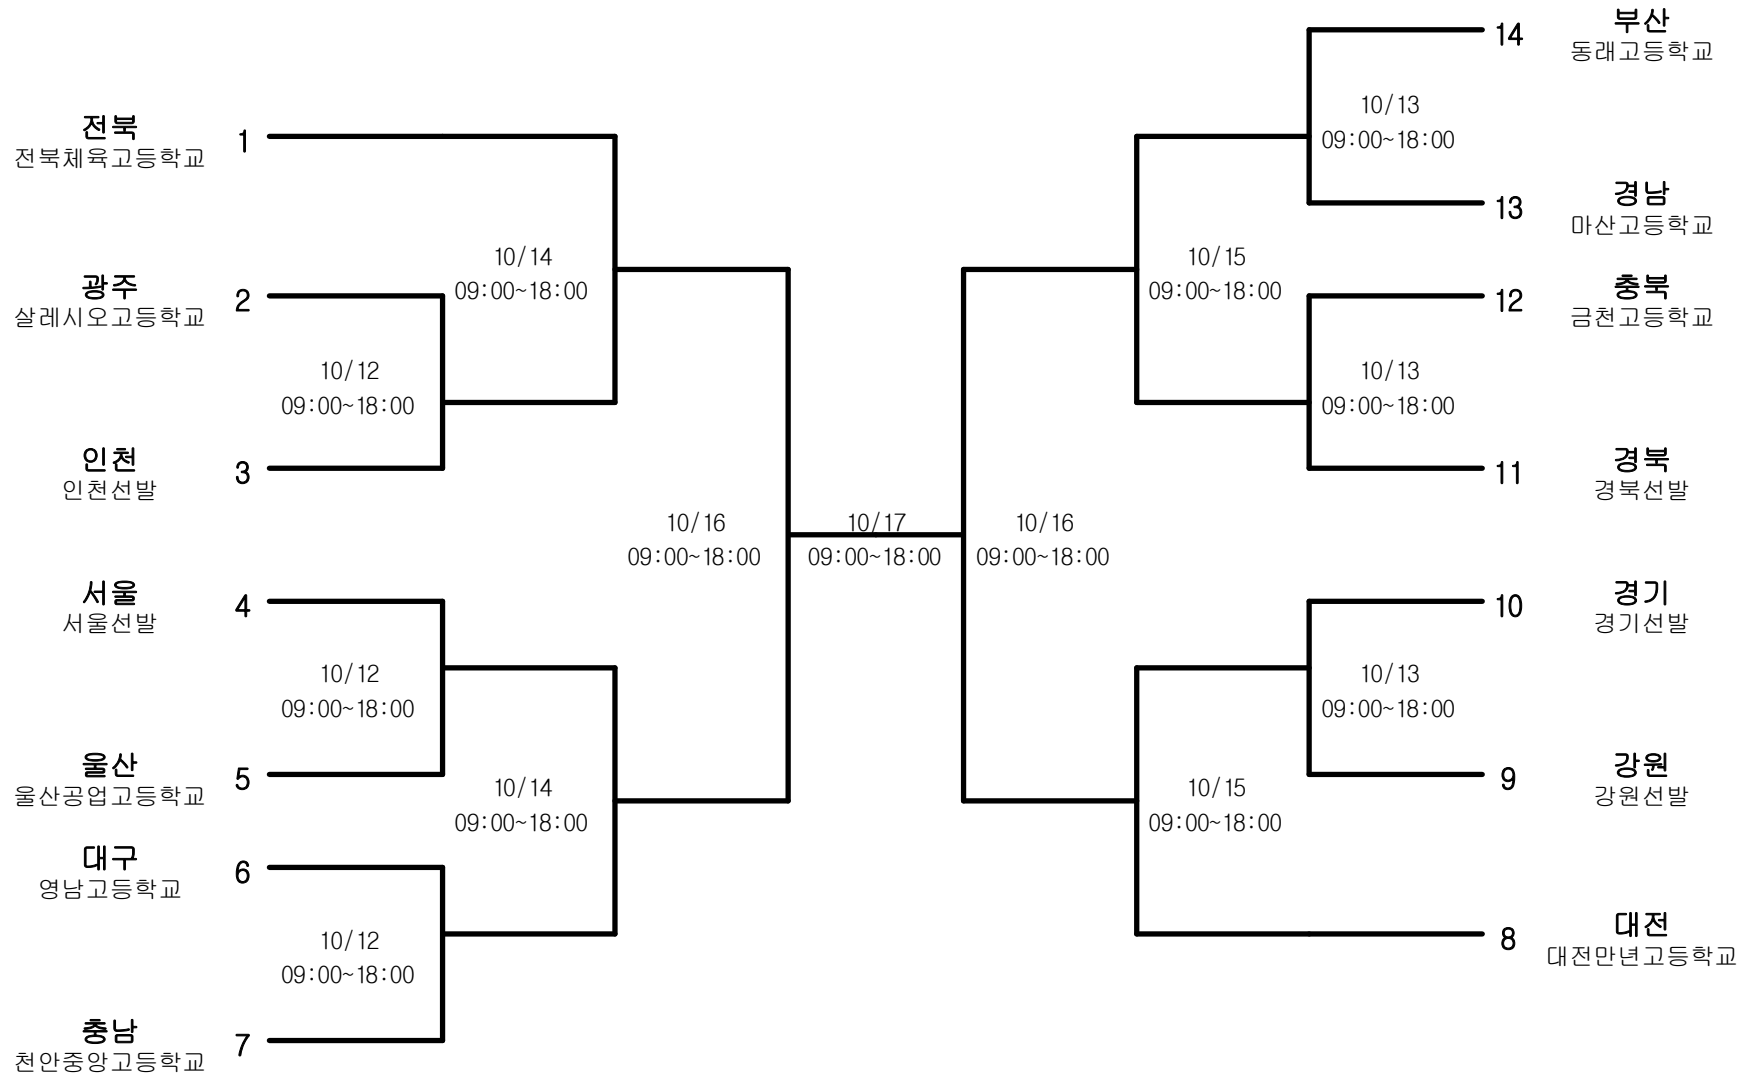 전북
전북체육고등학교
1
광주
살레시오고등학교
2
10/14
09:00~18:00
10/12
09:00~18:00
인천
인천선발
3
10/16
09:00~18:00
서울
서울선발
4
10/12
09:00~18:00
울산
울산공업고등학교
5
10/14
09:00~18:00
대구
영남고등학교
6
10/12
09:00~18:00
충남
천안중앙고등학교
7
10/17
09:00~18:00
14
부산
동래고등학교
10/13
09:00~18:00
13
경남
마산고등학교
10/15
09:00~18:00
12
충북
금천고등학교
10/13
09:00~18:00
11
경북
경북선발
10/16
09:00~18:00
10
경기
경기선발
10/13
09:00~18:00
9
강원
강원선발
10/15
09:00~18:00
8
대전
대전만년고등학교